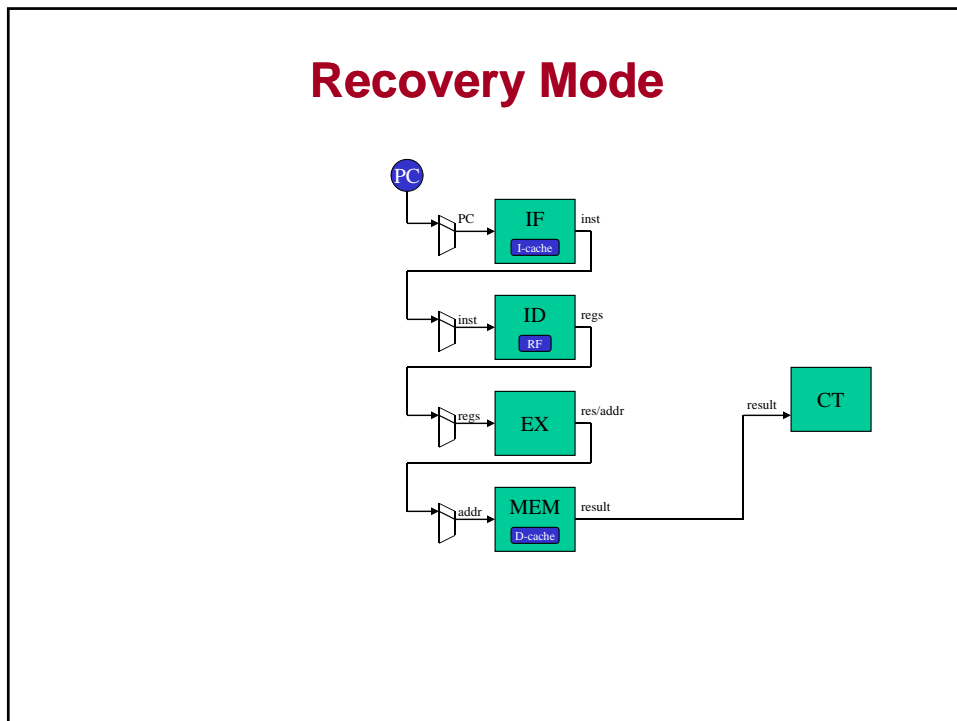 Recovery Mode
PC
PC
IF
inst
I-cache
inst
ID
regs
RF
regs
EX
res/addr
result
CT
addr
MEM
result
D-cache